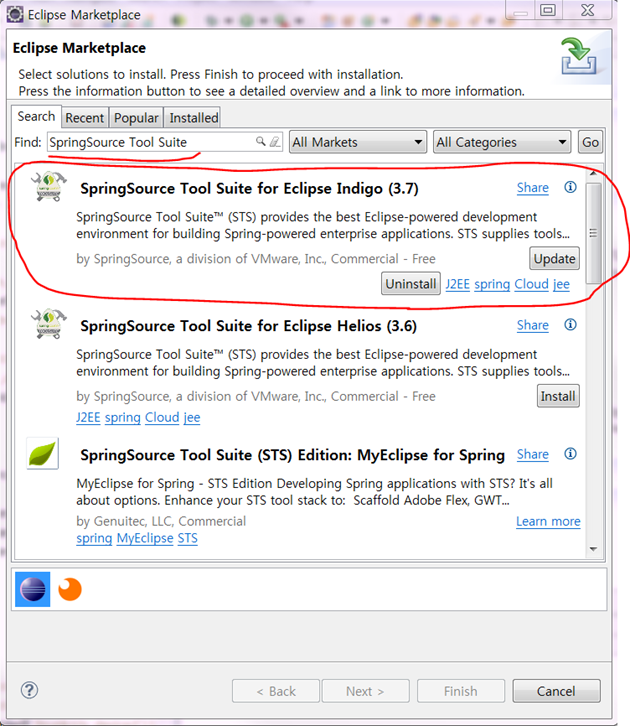 Eclipse Marketplace
Eclipse Marketplace
Select solutions to install. Press Finish to proceed with installation.
Press the information button to see a detailed overview and a link to more information.
Search Recent Popular Installed
Find: SpringSource Tool Suite All Markets All Categories Go
SpringSource Tool Suite for Eclipse Indigo (3.7) Share
SpringSource Tool Suite™ (STS) provides the best Eclipse-powered development
environment for building Spring-powered enterprise applications. STS supplies tools...
by SpringSource, a division of VMware, Inc., Commercial - Free Update
Uninstall J2EE spring Cloud jee
SpringSource Tool Suite for Eclipse Helios (3.6) Share
SpringSource Tool Suite™ (STS) provides the best Eclipse-powered development
environment for building Spring-powered enterprise applications. STS supplies tools...
by SpringSource, a division of VMware, Inc., Commercial - Free Install
J2EE spring Cloud jee
SpringSource Tool Suite (STS) Edition: MyEclipse for Spring Share
MyEclipse for Spring - STS Edition Developing Spring applications with STS? It's all
about options. Enhance your STS tool stack to: Scaffold Adobe Flex, GWT...
by Genuitec, LLC, Commercial Learn more
spring MyEclipse STS
? < Back Next > Finish Cancel